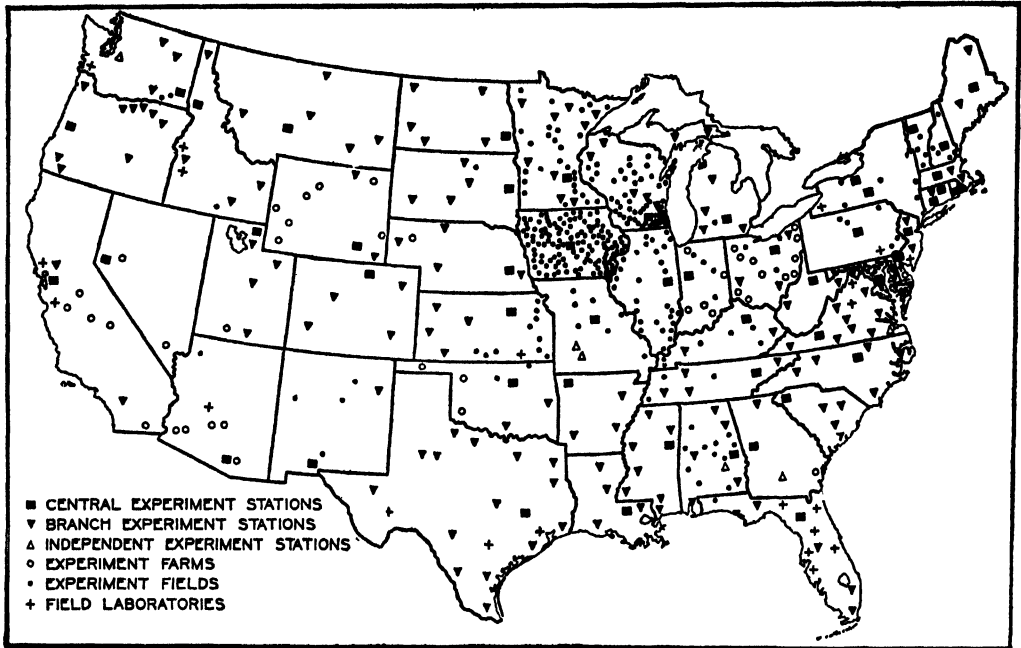 CENTRAL EXPERIMENT STATIONS
BRANCH EXPERIMENT STATIONS
INDEPENDENT EXPERIMENT STATIONS
EXPERIMENT FARMS
EXPERIMENT FIELDS
FIELD LABORATORIES